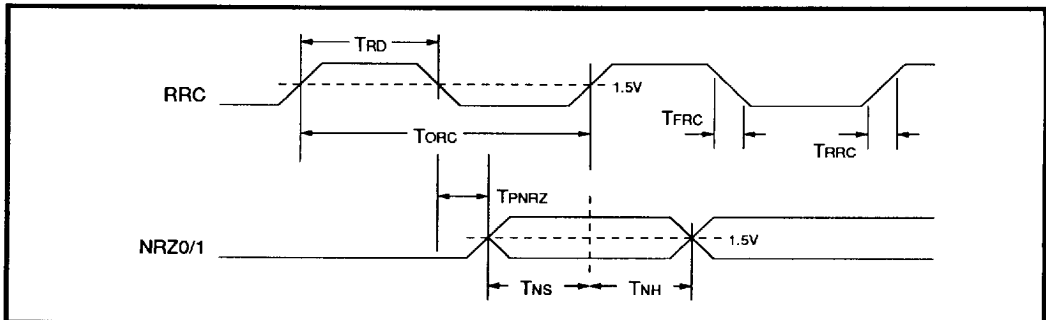 TRD
RRC
1.5V
TFRC
TORC
TRRC
TPNRZ
NRZ0/1
1.5V
TNS
TNH